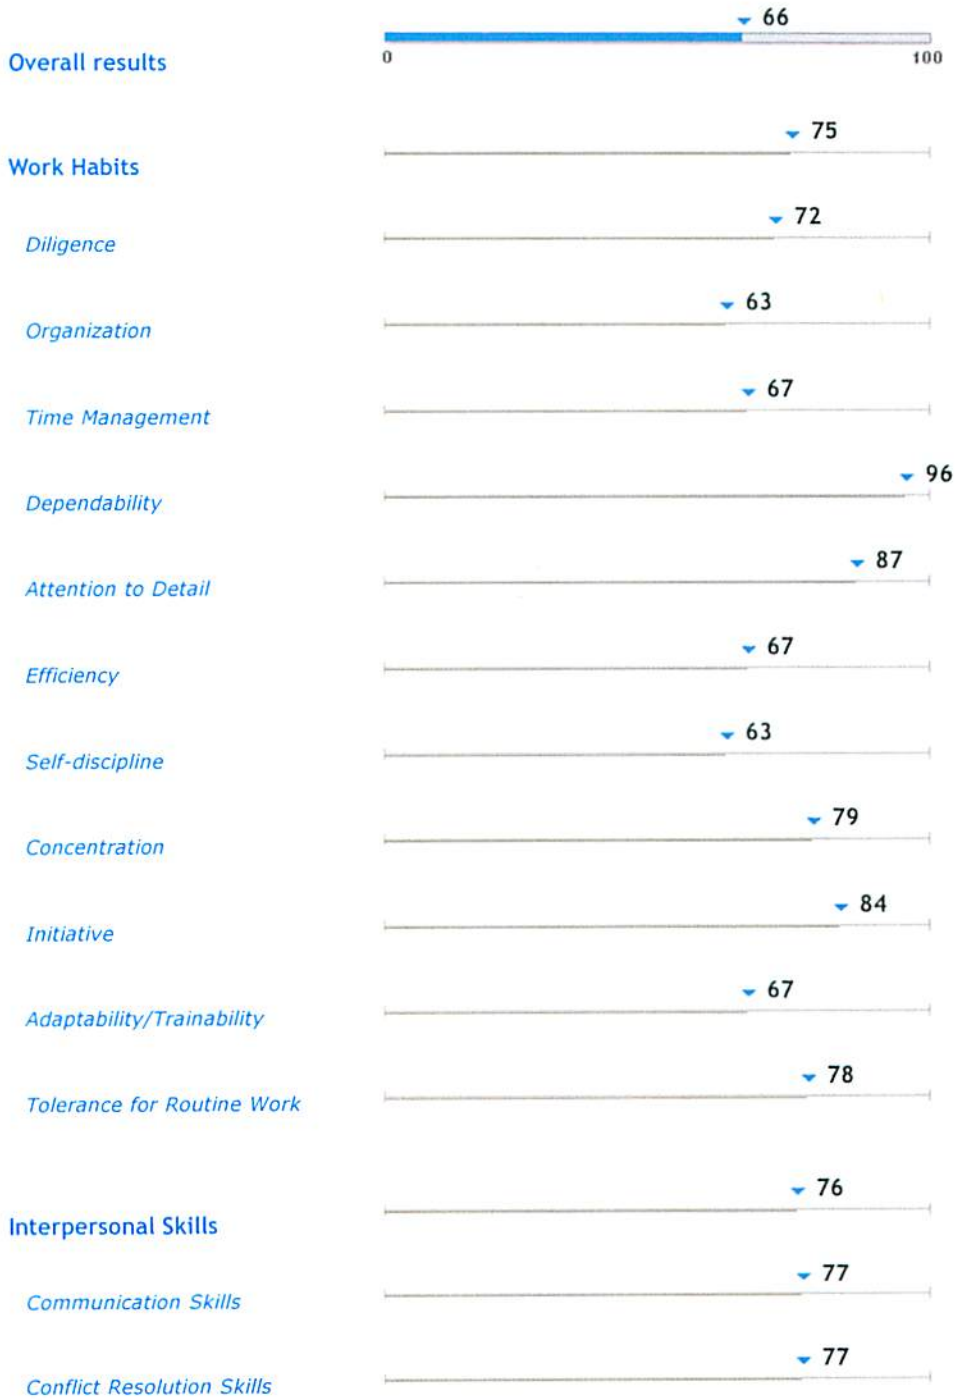 66
Overall results
0
100
75
Work Habits
72
Diligence
63
Organization
67
Time Management
96
Dependability
87
Attention to Detail
67
Efficiency
63
Self-discipline
79
Concentration
84
Initiative
67
Adaptability/Trainability
78
Tolerance for Routine Work
76
Interpersonal Skills
77
Communication Skills
77
Conflict Resolution Skills